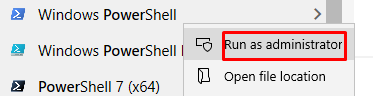 Windows PowerShell
Windows PowerShell
Run as administrator
PowerShell 7 (x64)
Open file location